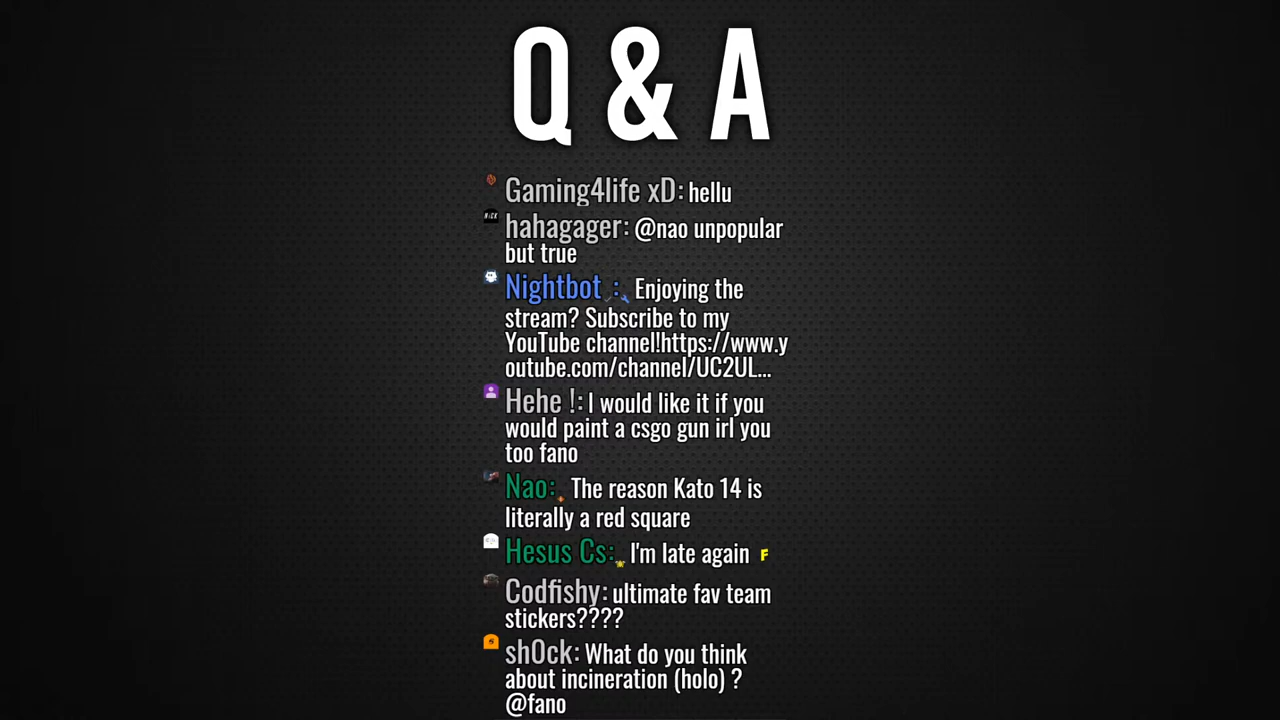 Q & A
Gaming4life xD: hellu
hahagager: @nao unpopular
but true
Nightbot : Enjoying the
stream? Subscribe to my
YouTube channel!https://www.y
outube.com/channel/UC2UL...
Hehe !: I would like it if you
would paint a csgo gun irl you
too fano
Nao: The reason Kato 14 is
literally a red square
Hesus Cs: I'm late again F
Codfishy: ultimate fav team
stickers????
sh0ck: What do you think
about incineration (holo) ?
@fano